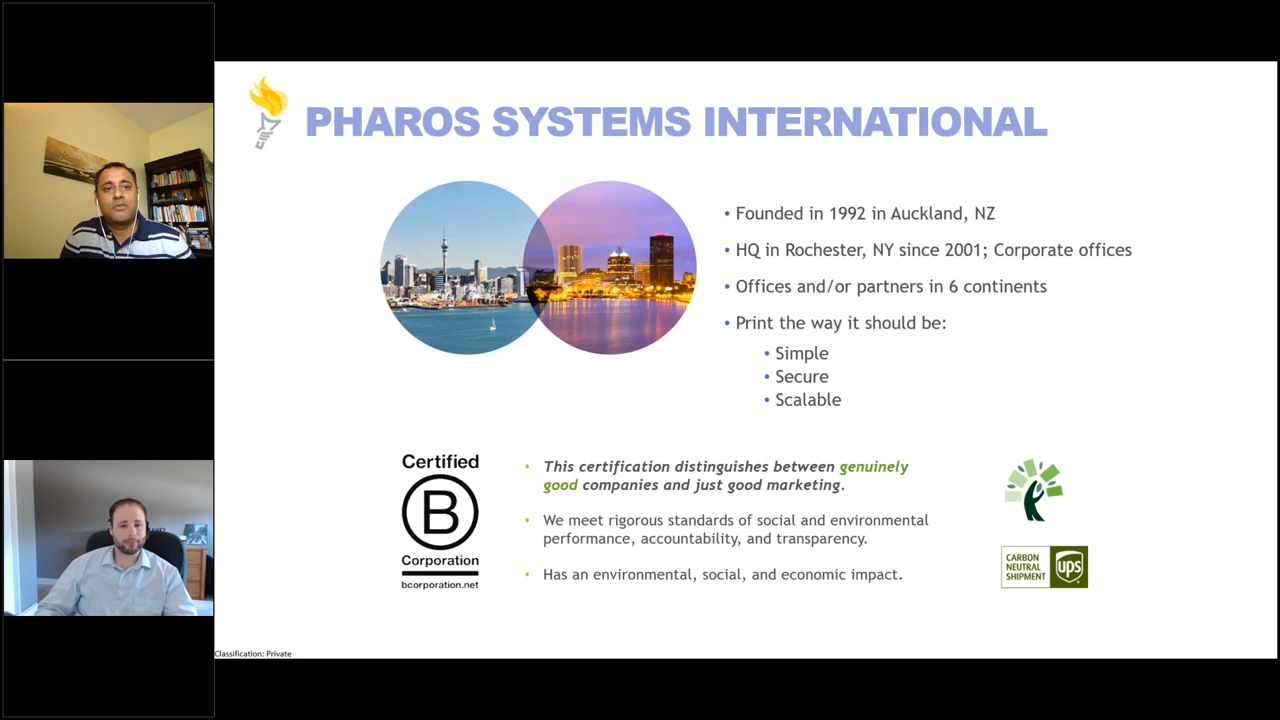 PHAROS SYSTEMS INTERNATIONAL
• Founded in 1992 in Auckland, NZ
• HQ in Rochester, NY since 2001; Corporate offices
• Offices and/or partners in 6 continents
• Print the way it should be:
• Simple
• Secure
• Scalable
Certified
B
Corporation
bcorporation.net
• This certification distinguishes between genuinely
good companies and just good marketing.
• We meet rigorous standards of social and environmental
performance, accountability, and transparency.
• Has an environmental, social, and economic impact.
CARBON
NEUTRAL
SHIPMENT
ups
Classification: Private